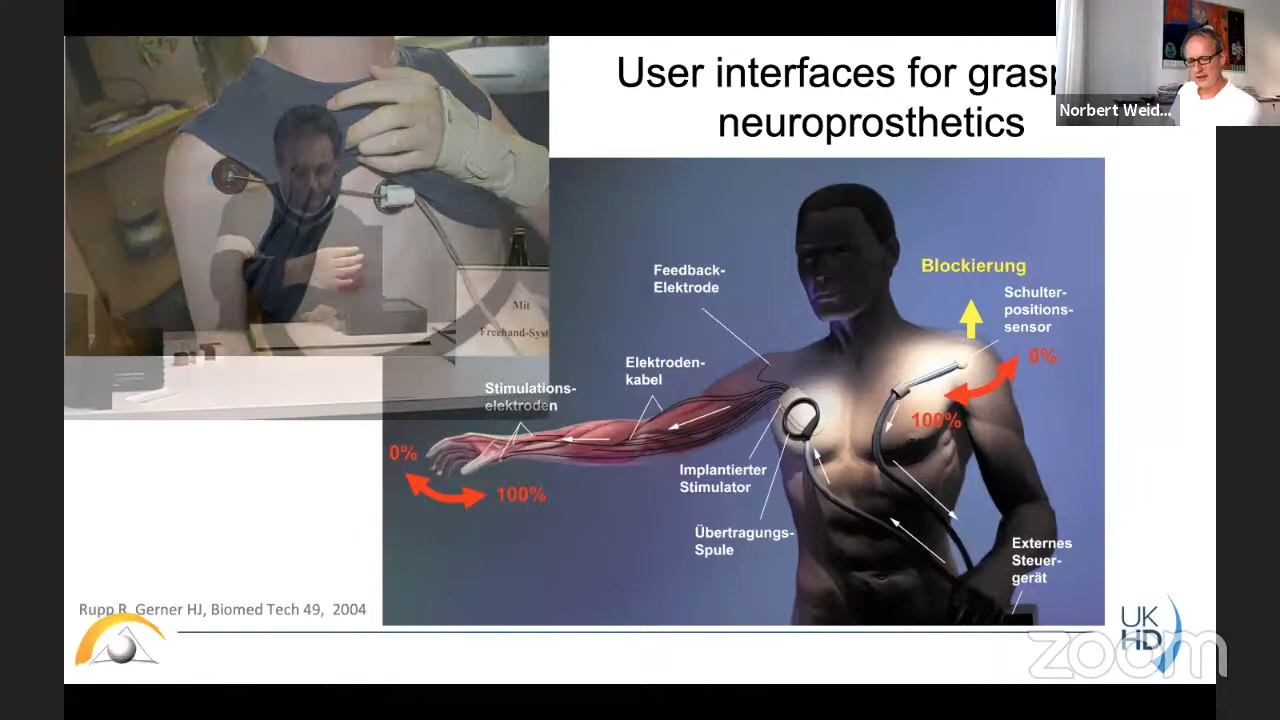 User interfaces for grasp
neuroprosthetics
Norbert Weid...
Mit
Freehand-Syst
Feedback-
Elektrode
Blockierung
Schulter-
positions-
sensor
0%
100%
Elektroden-
kabel
Stimulations-
elektroden
0%
100%
Implantierter
Stimulator
Übertragungs-
Spule
Externes
Steuer-
gerät
Rupp R, Gerner HJ, Biomed Tech 49, 2004
UK
HD
zoom